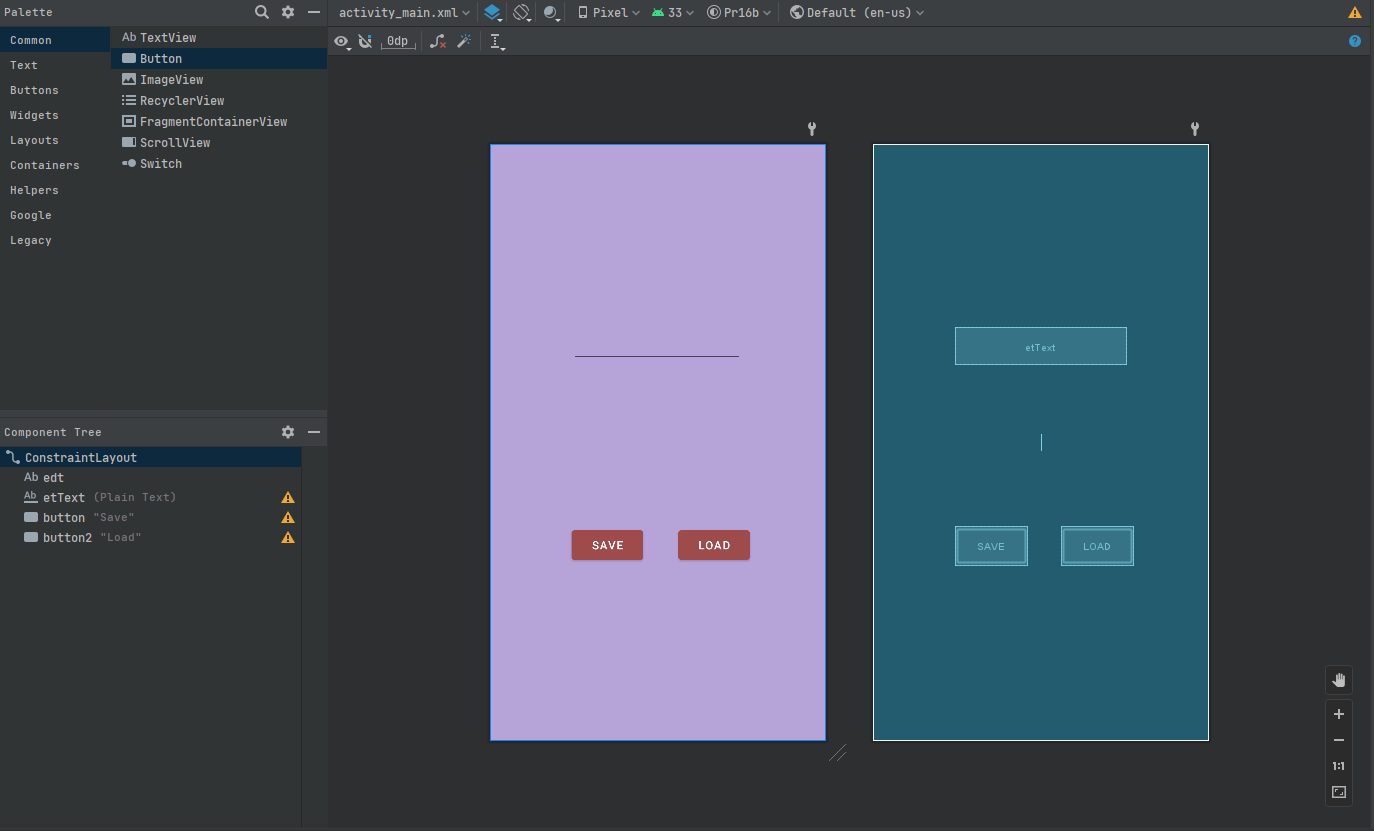 Palette
activity_main.xml
Pixel
33
Pr16b
Default (en-us)
Common
Text
Buttons
Widgets
Layouts
Containers
Helpers
Google
Legacy
Ab TextView
Button
ImageView
RecyclerView
FragmentContainerView
ScrollView
Switch
0dp
?
Component Tree
ConstraintLayout
Ab edt
Ab etText (Plain Text)
button "Save"
button2 "Load"
SAVE LOAD
etText
SAVE LOAD
1:1